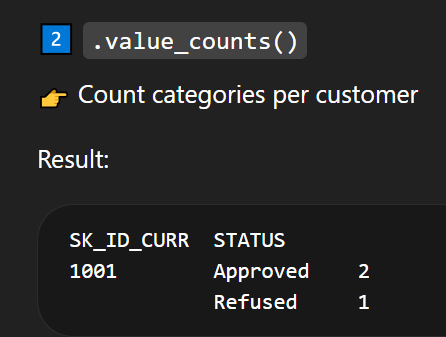 2 .value_counts()
Count categories per customer
Result:
SK_ID_CURR STATUS
1001 Approved 2
Refused 1